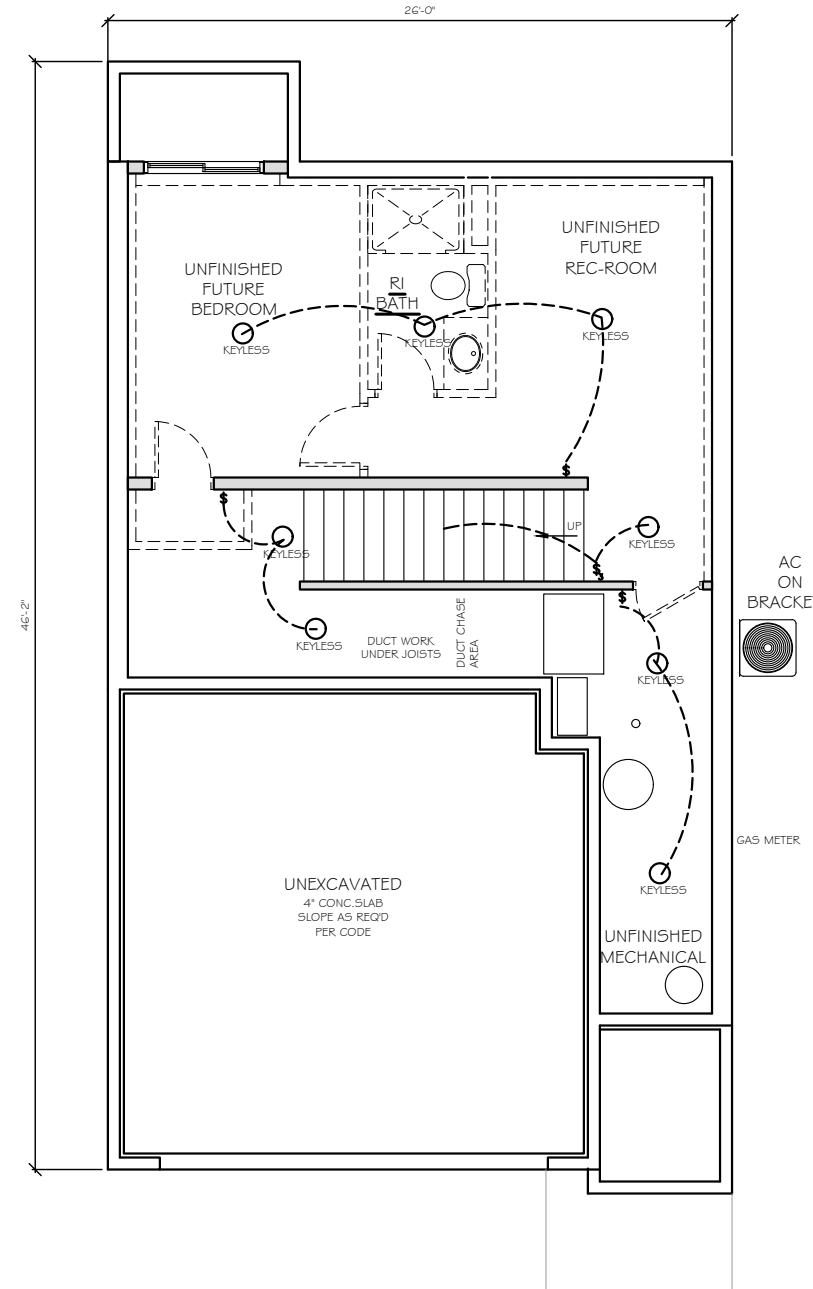 26'-0"
UNFINISHED
FUTURE
REC-ROOM
UNFINISHED
FUTURE
BEDROOM
RI
BATH
KEYLESS
KEYLESS
KEYLESS
$
$
UP
KEYLESS
KEYLESS
$
$
AC
ON
BRACKE
46'-2"
KEYLESS
DUCT WORK
UNDER JOISTS
DUCT CHASE
AREA
KEYLESS
GAS METER
UNEXCAVATED
4" CONC.SLAB
SLOPE AS REQ'D
PER CODE
KEYLESS
UNFINISHED
MECHANICAL